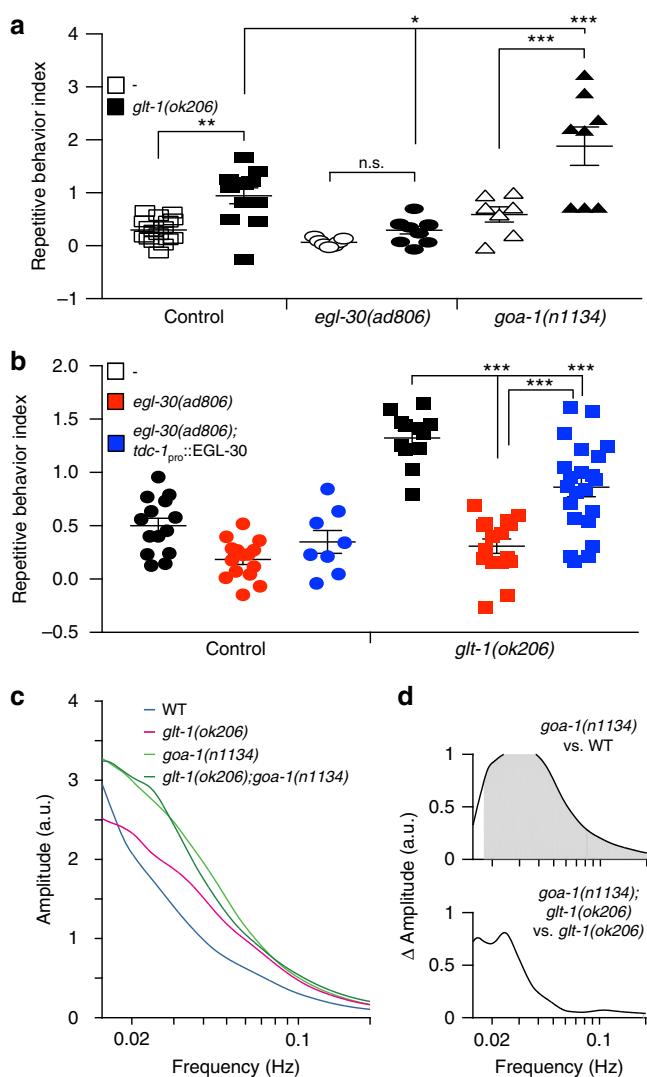 a
* ***
***
**
n.s.
Repetitive behavior index
4
3
2
1
0
–1
-
glt-1(ok206)
Control
egl-30(ad806)
goa-1(n1134)
b
Repetitive behavior index
2.0
1.5
1.0
0.5
0.0
–0.5
-
egl-30(ad806)
egl-30(ad806);
tdc-1pro::EGL-30
*** ***
***
Control
glt-1(ok206)
c
Amplitude (a.u.)
4
3
2
1
0
WT
glt-1(ok206)
goa-1(n1134)
glt-1(ok206);goa-1(n1134)
0.02
0.1
Frequency (Hz)
d
Δ Amplitude (a.u.)
goa-1(n1134)
vs. WT
1
0.5
0
goa-1(n1134);
glt-1(ok206)
vs. glt-1(ok206)
1
0.5
0
0.02
0.1
Frequency (Hz)